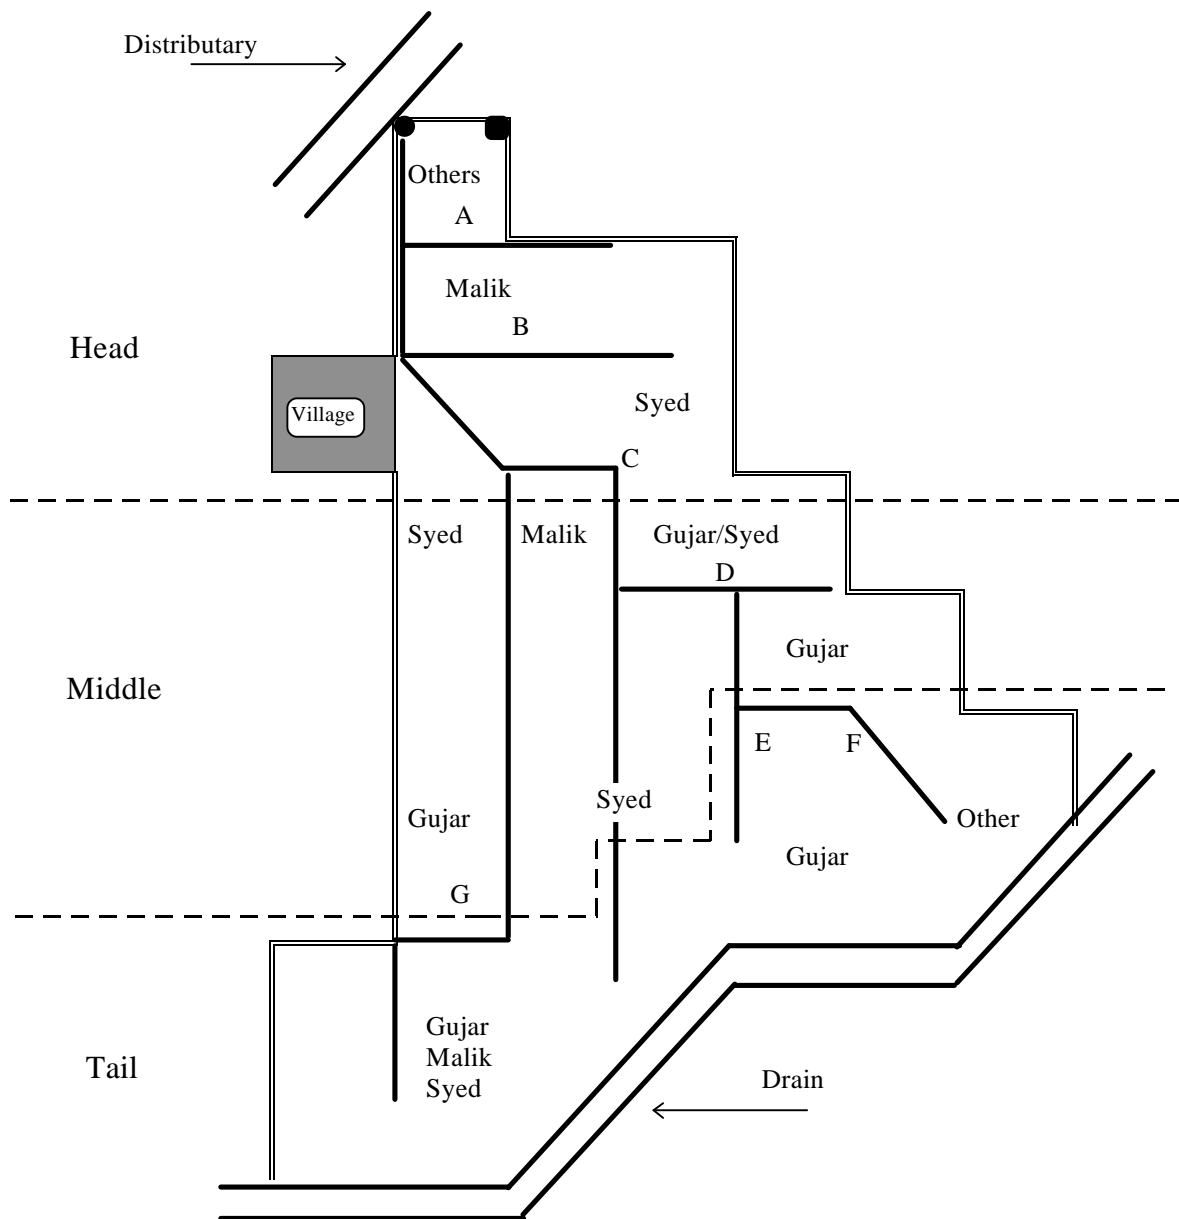 Distributary
Others
A
Malik
B
Head
Syed
Village
C
Syed Malik Gujar/Syed
D
Gujar
Middle
E F
Syed
Gujar Other
Gujar
G
Gujar
Malik
Syed
Tail
Drain